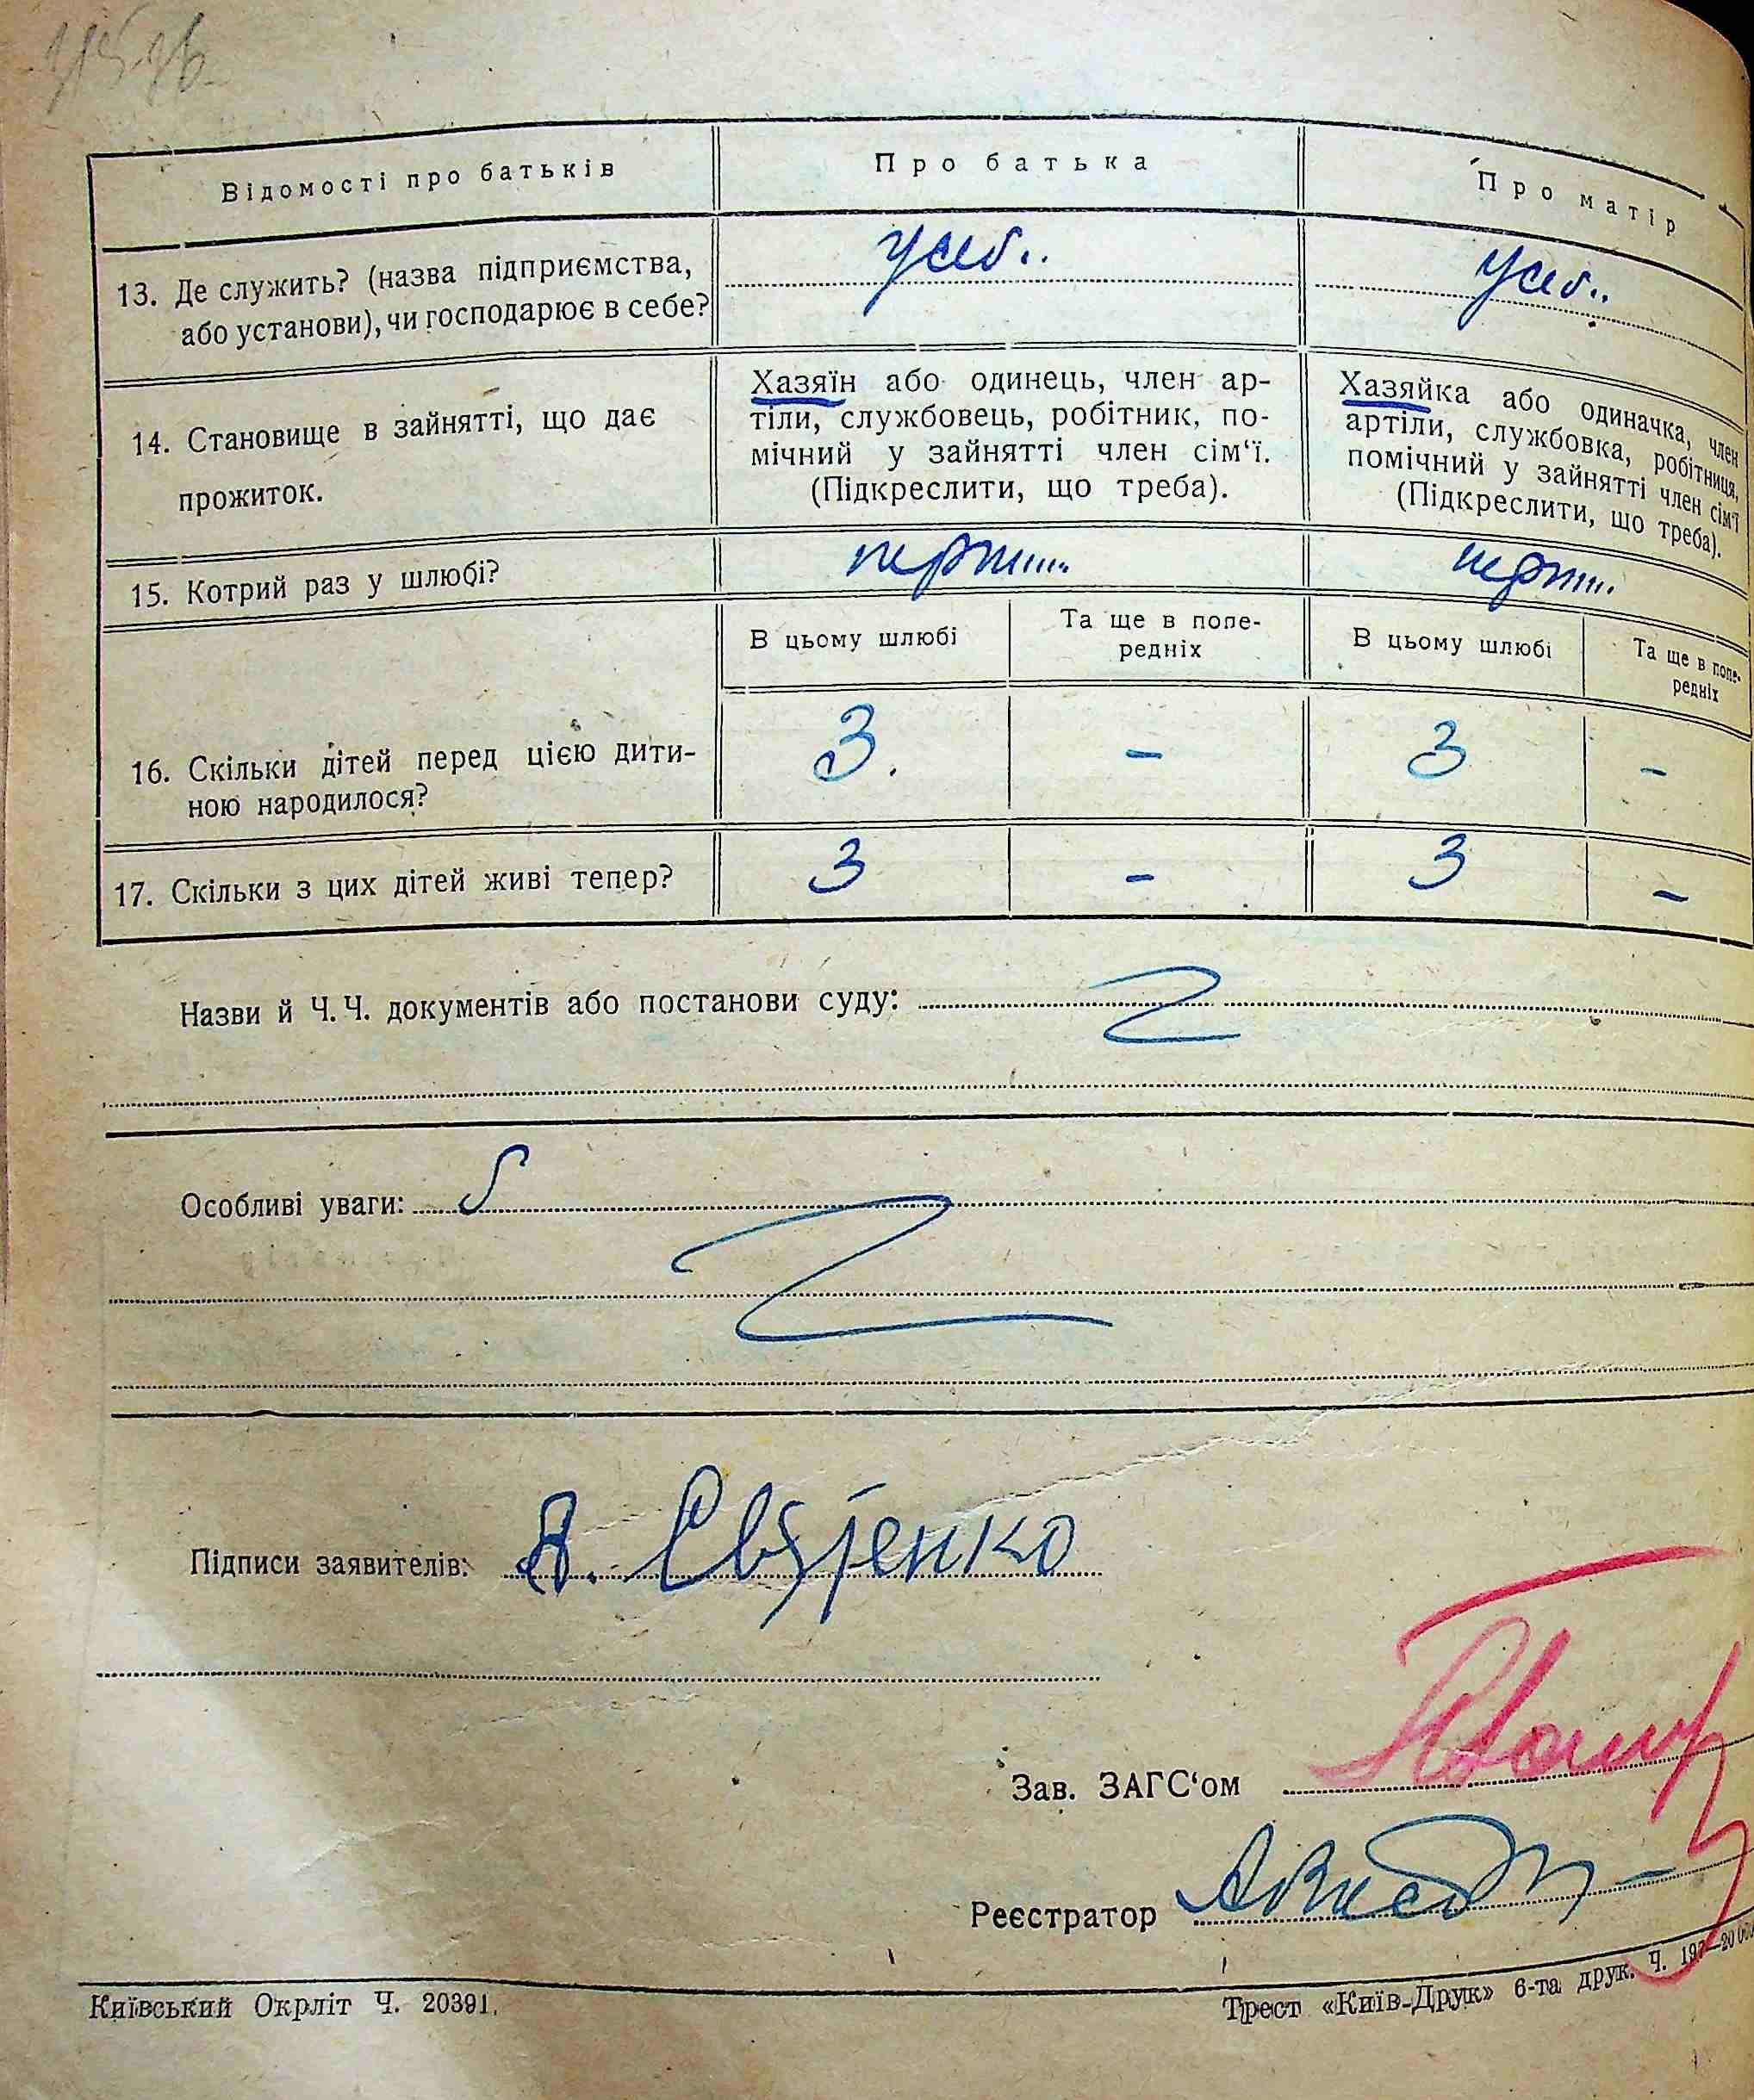 Відомості про батьків
Про батька
Про матір
13. Де служить? (назва підприємства,
або установи), чи господарює в себе?
усеб..
усеб..
14. Становище в зайнятті, що дає
прожиток.
Хазяїн або одинець, член ар-
тіли, службовець, робітник, по-
мічний у зайнятті член сім‘ї.
(Підкреслити, що треба).
Хазяйка або одиначка, член
артіли, службовка, робітниця,
помічний у зайнятті член сім‘ї
(Підкреслити, що треба).
15. Котрий раз у шлюбі?
В цьому шлюбі
Та ще в попе-
редніх
В цьому шлюбі
Та ще в попе-
редніх
16. Скільки дітей перед цією дити-
ною народилося?
3.
-
3
-
17. Скільки з цих дітей живі тепер?
3
-
3
-
Назви й Ч. Ч. документів або постанови суду:
Особливі уваги:
Підписи заявителів:
Зав. ЗАГС‘ом
Реєстратор
Київський Окрліт Ч. 20391.
Трест «Київ-Друк» 6-та друк. Ч.